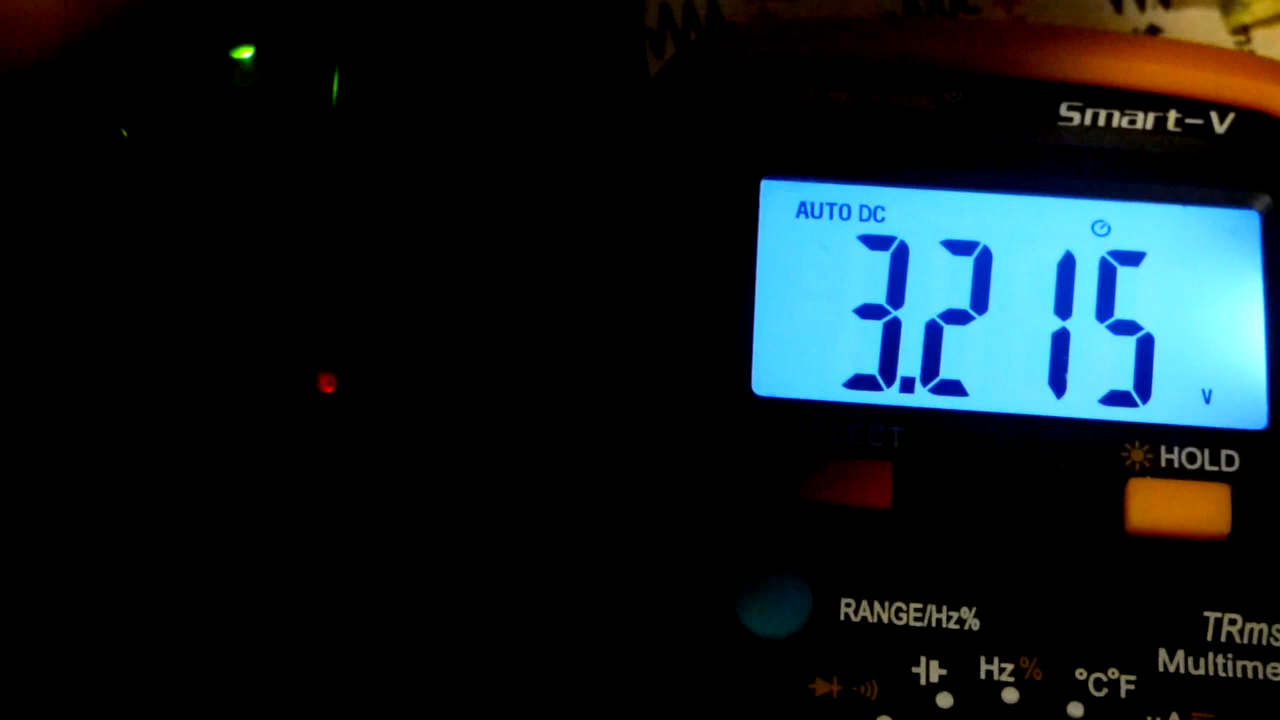 Smart-V
AUTO DC
3.215
V
HOLD
RANGE/Hz%
TRms
Hz %
°C°F